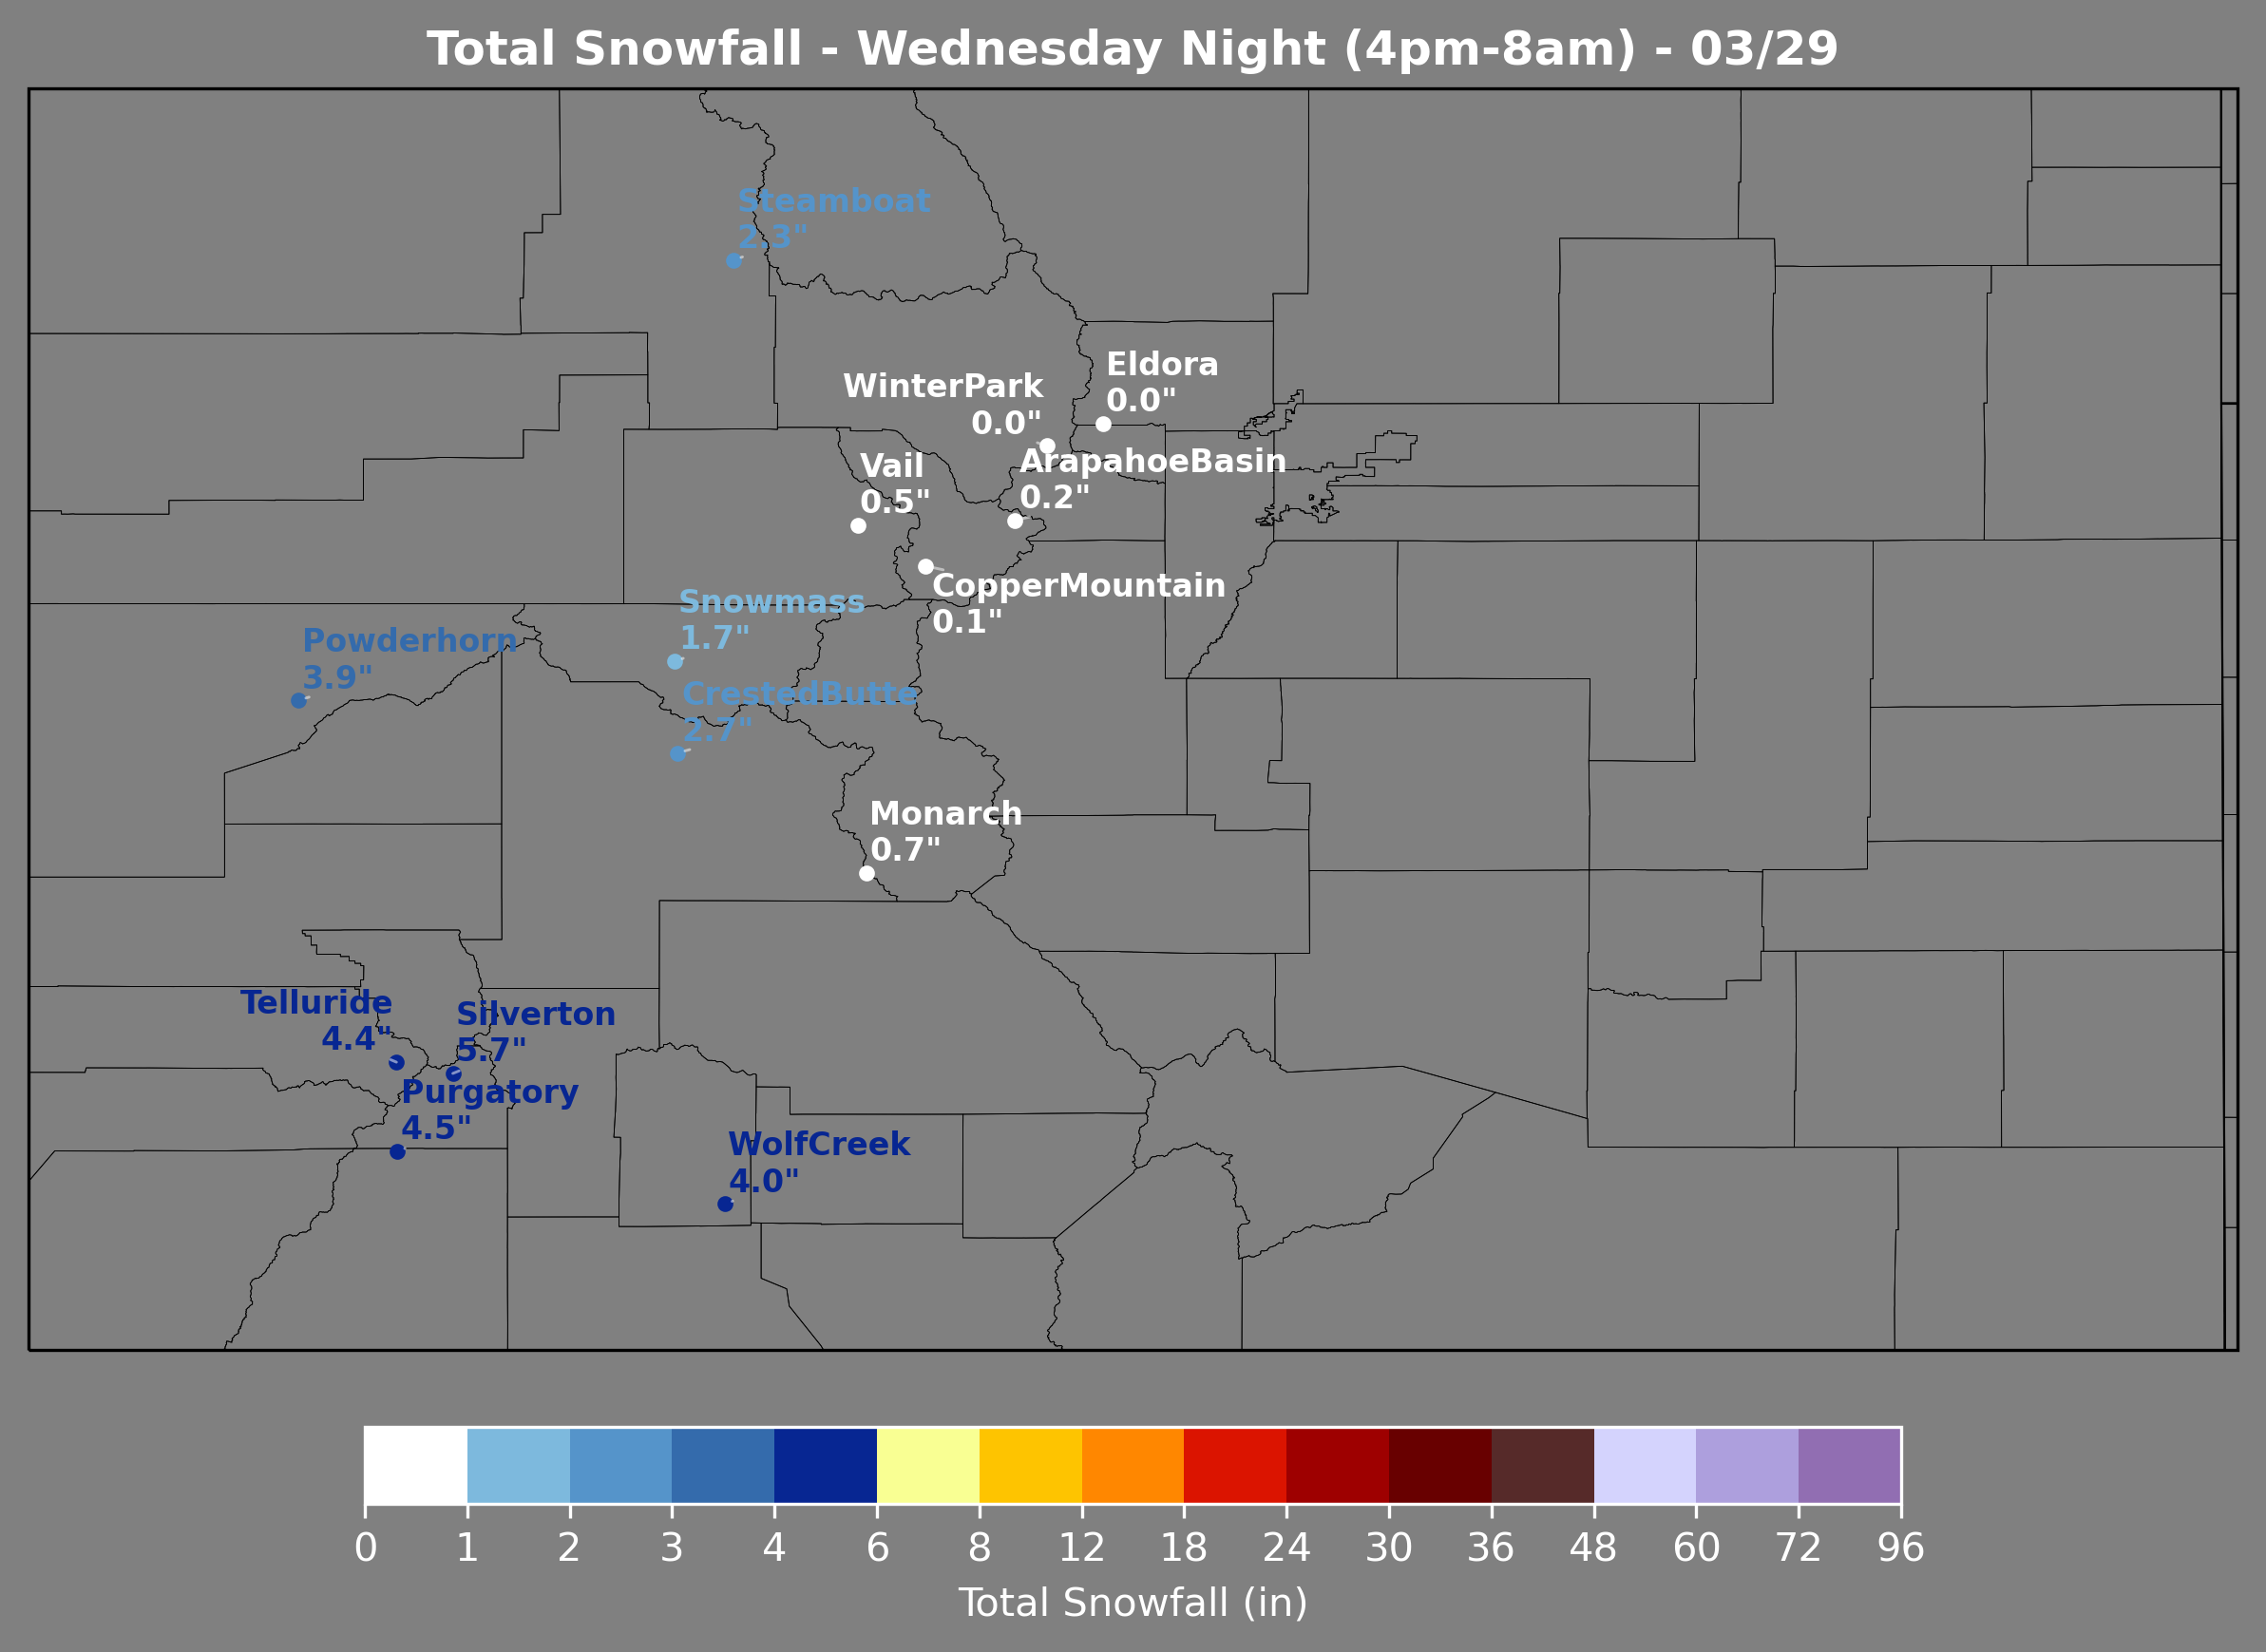 Total Snowfall - Wednesday Night (4pm-8am) - 03/29
Steamboat
2.3"
Eldora
0.0"
WinterPark
0.0"
ArapahoeBasin
0.2"
Vail
0.5"
CopperMountain
0.1"
Snowmass
1.7"
Powderhorn
3.9"
CrestedButte
2.7"
Monarch
0.7"
Telluride
4.4"
Silverton
5.7"
Purgatory
4.5"
WolfCreek
4.0"
0 1 2 3 4 6 8 12 18 24 30 36 48 60 72 96
Total Snowfall (in)